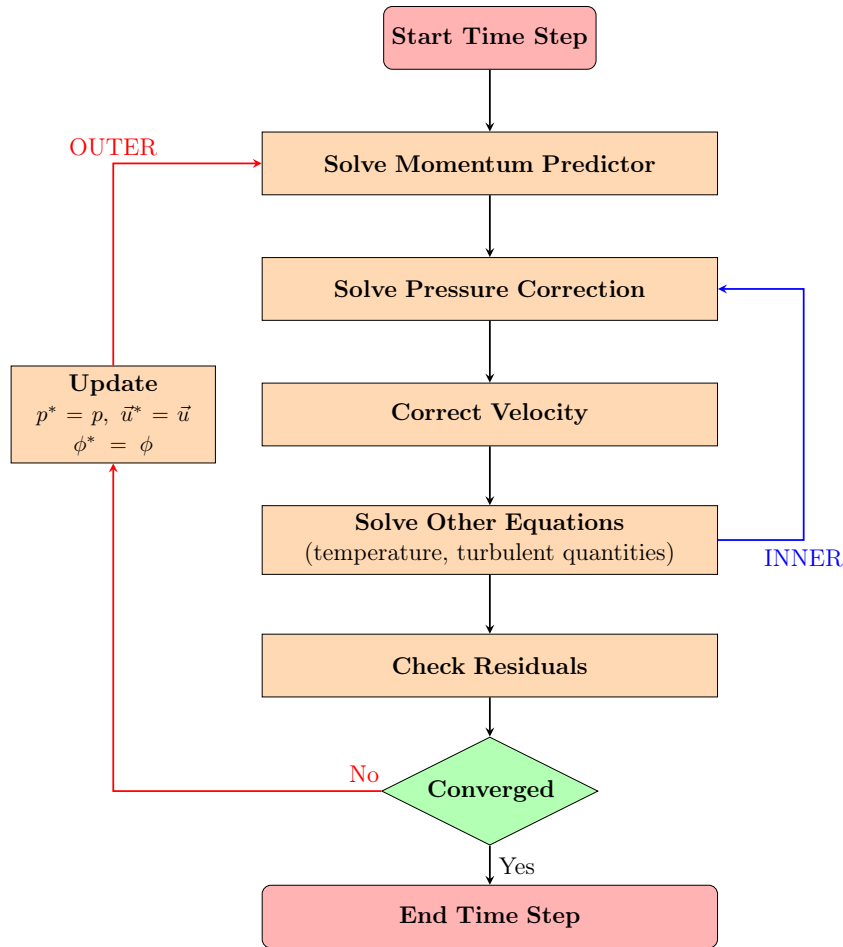 Start Time Step
OUTER
Solve Momentum Predictor
Solve Pressure Correction
Update
p* = p, u⃗* = u⃗
ϕ* = ϕ
Correct Velocity
Solve Other Equations
(temperature, turbulent quantities)
INNER
Check Residuals
No
Converged
Yes
End Time Step